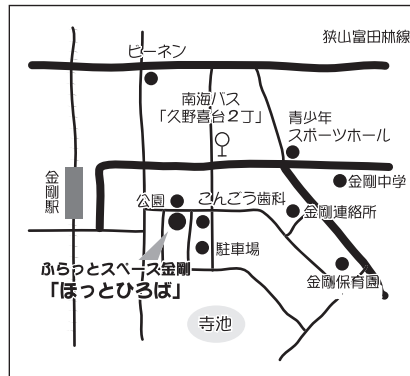 狭山富田林線
ピーネン
南海バス
「久野喜台2丁」
青少年
スポーツホール
金剛駅
金剛中学
公園
こんごう歯科
金剛連絡所
駐車場
ふらっとスペース金剛
「ほっとひろば」
金剛保育園
寺池